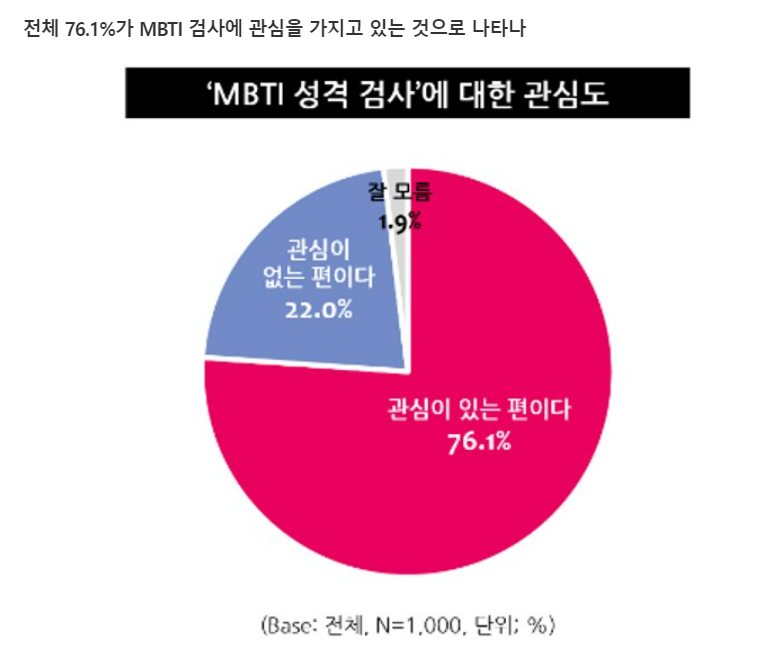 전체 76.1%가 MBTI 검사에 관심을 가지고 있는 것으로 나타나
‘MBTI 성격 검사’에 대한 관심도
잘 모름
1.9%
관심이
없는 편이다
22.0%
관심이 있는 편이다
76.1%
(Base: 전체, N=1,000, 단위; %)